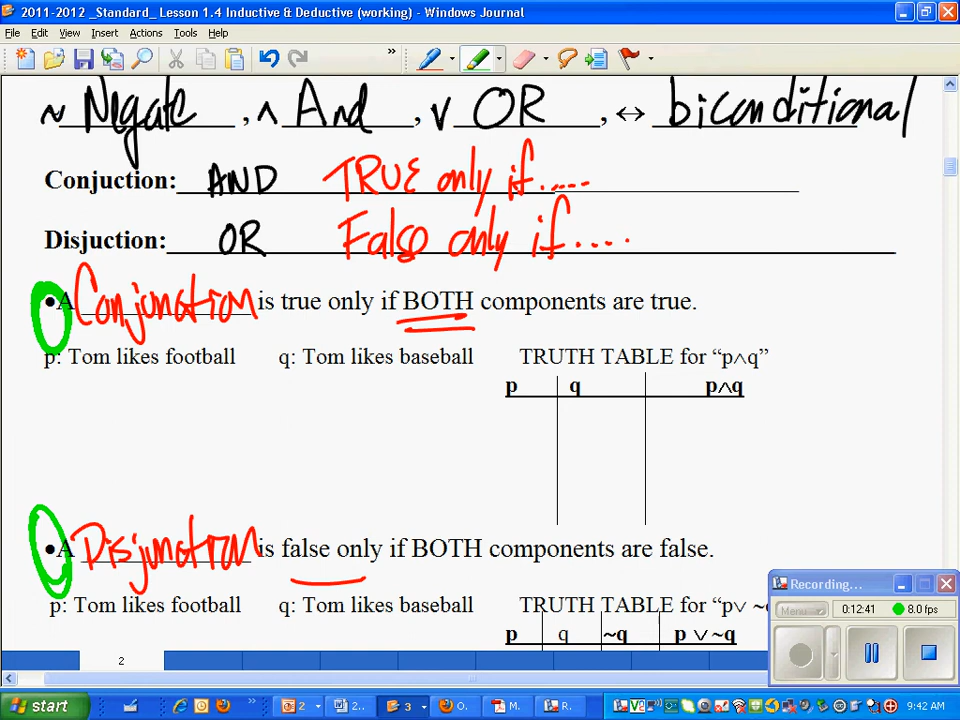 2011-2012 _Standard_ Lesson 1.4 Inductive & Deductive (working) - Windows Journal
File Edit View Insert Actions Tools Help
~ Negate , ∧ And , ∨ OR , ↔ biconditional
Conjuction: AND TRUE only if.....
Disjuction: OR False only if....
•A Conjunction is true only if BOTH components are true.
p: Tom likes football q: Tom likes baseball TRUTH TABLE for “p∧q”
p q p∧q
•A Disjunction is false only if BOTH components are false.
p: Tom likes football q: Tom likes baseball TRUTH TABLE for “p∨ ~
p q ~q p ∨ ~q
Recording...
Menu 0:12:41 8.0 fps
2
start 2 2.. 3 O. M. R. 9:42 AM